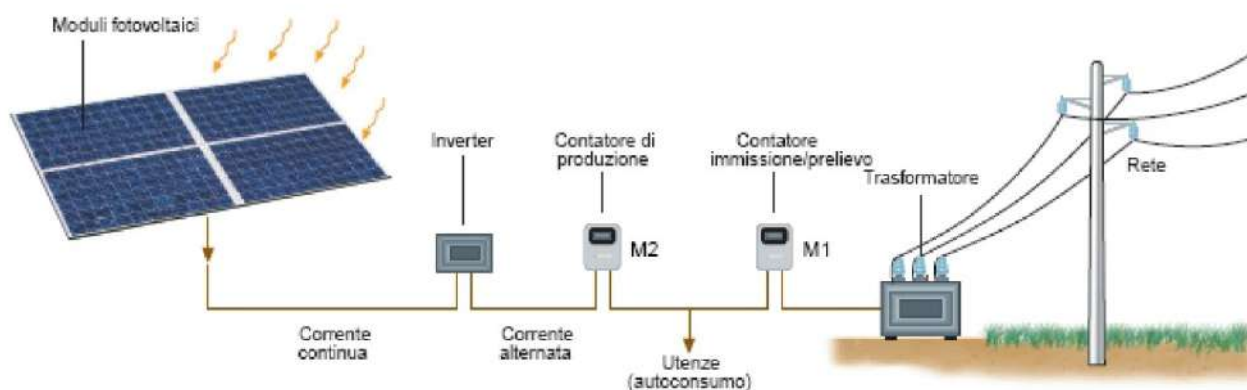 Moduli fotovoltaici
Inverter
Contatore di
produzione
Contatore
immissione/prelievo
Trasformatore
Rete
M2
M1
Corrente
continua
Corrente
alternata
Utenze
(autoconsumo)